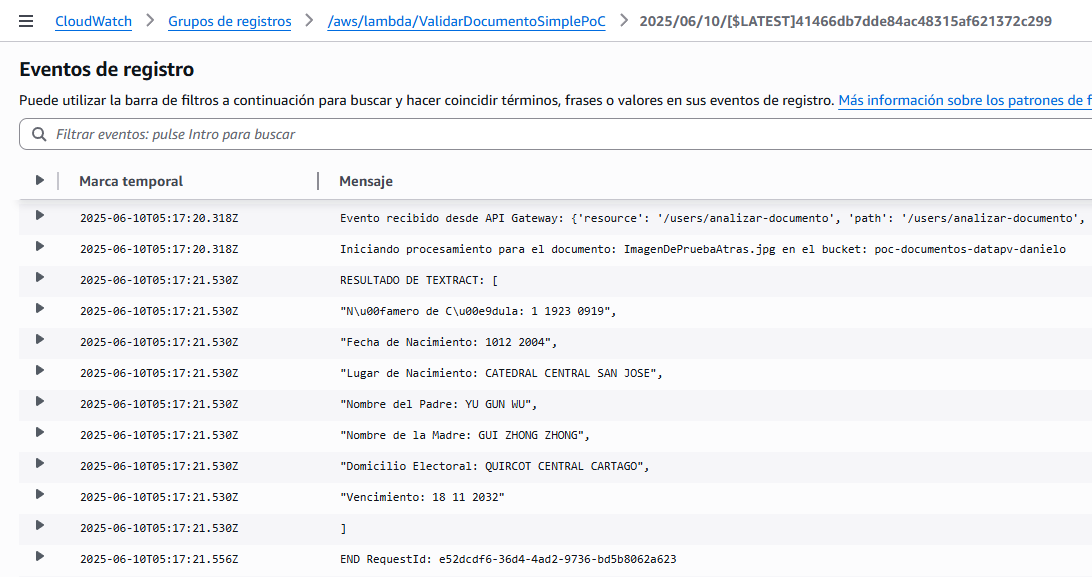 CloudWatch > Grupos de registros > /aws/lambda/ValidarDocumentoSimplePoC > 2025/06/10/[$LATEST]41466db7dde84ac48315af621372c299
Eventos de registro
Puede utilizar la barra de filtros a continuación para buscar y hacer coincidir términos, frases o valores en sus eventos de registro. Más información sobre los patrones de f
Filtrar eventos: pulse Intro para buscar
Marca temporal Mensaje
2025-06-10T05:17:20.318Z Evento recibido desde API Gateway: {'resource': '/users/analizar-documento', 'path': '/users/analizar-documento',
2025-06-10T05:17:20.318Z Iniciando procesamiento para el documento: ImagenDePruebaAtras.jpg en el bucket: poc-documentos-datapv-danielo
2025-06-10T05:17:21.530Z RESULTADO DE TEXTRACT: [
2025-06-10T05:17:21.530Z "N\u00famero de C\u00e9dula: 1 1923 0919",
2025-06-10T05:17:21.530Z "Fecha de Nacimiento: 1012 2004",
2025-06-10T05:17:21.530Z "Lugar de Nacimiento: CATEDRAL CENTRAL SAN JOSE",
2025-06-10T05:17:21.530Z "Nombre del Padre: YU GUN WU",
2025-06-10T05:17:21.530Z "Nombre de la Madre: GUI ZHONG ZHONG",
2025-06-10T05:17:21.530Z "Domicilio Electoral: QUIRCOT CENTRAL CARTAGO",
2025-06-10T05:17:21.530Z "Vencimiento: 18 11 2032"
2025-06-10T05:17:21.530Z ]
2025-06-10T05:17:21.556Z END RequestId: e52dcdf6-36d4-4ad2-9736-bd5b8062a623